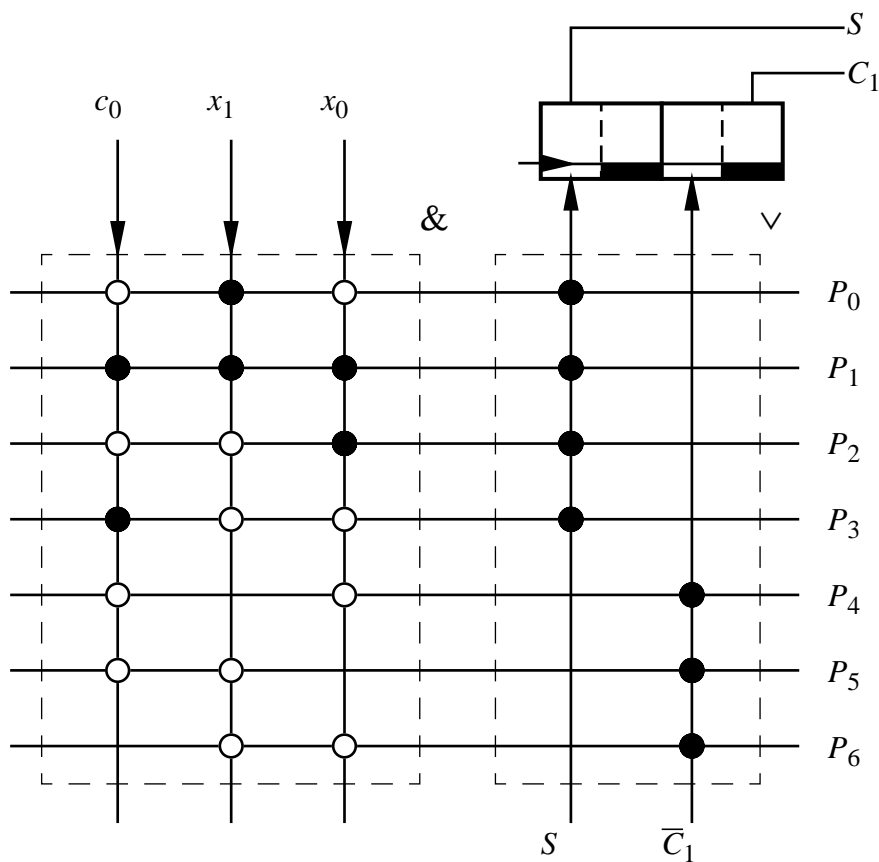 S
C₁
c₀ x₁ x₀
& ∨
P₀
P₁
P₂
P₃
P₄
P₅
P₆
S C̅₁